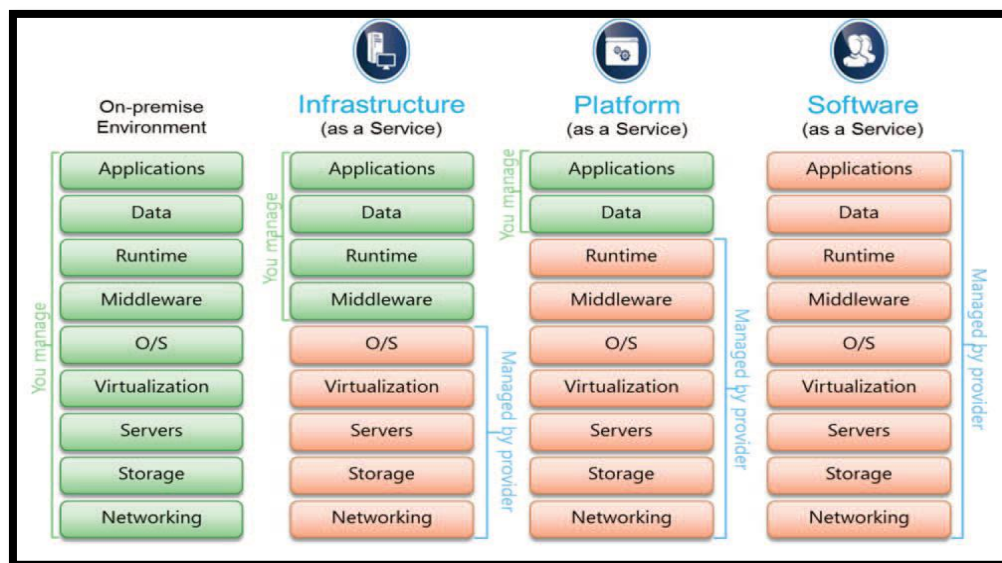 On-premise
Environment
You manage
Applications
Data
Runtime
Middleware
O/S
Virtualization
Servers
Storage
Networking
Infrastructure
(as a Service)
You manage
Applications
Data
Runtime
Middleware
O/S
Virtualization
Servers
Storage
Networking
Managed by provider
Platform
(as a Service)
You manage
Applications
Data
Runtime
Middleware
O/S
Virtualization
Servers
Storage
Networking
Managed by provider
Software
(as a Service)
Applications
Data
Runtime
Middleware
O/S
Virtualization
Servers
Storage
Networking
Managed by provider